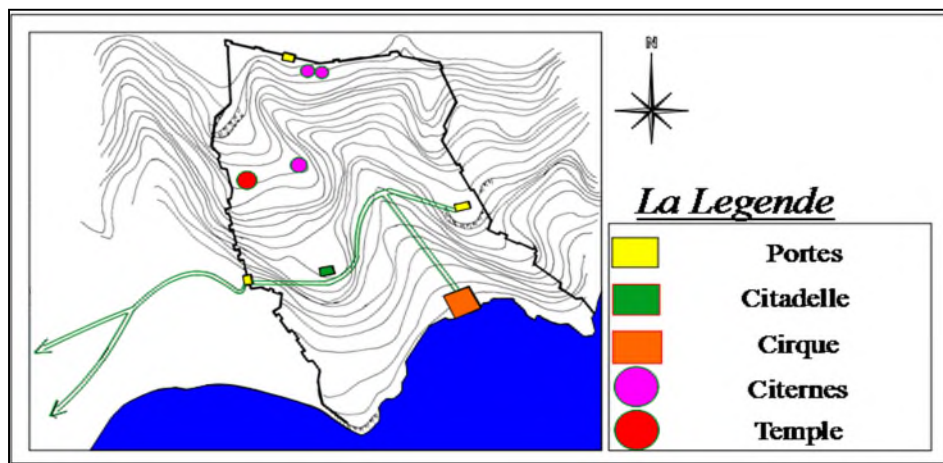 N
La Legende
Portes
Citadelle
Cirque
Citernes
Temple